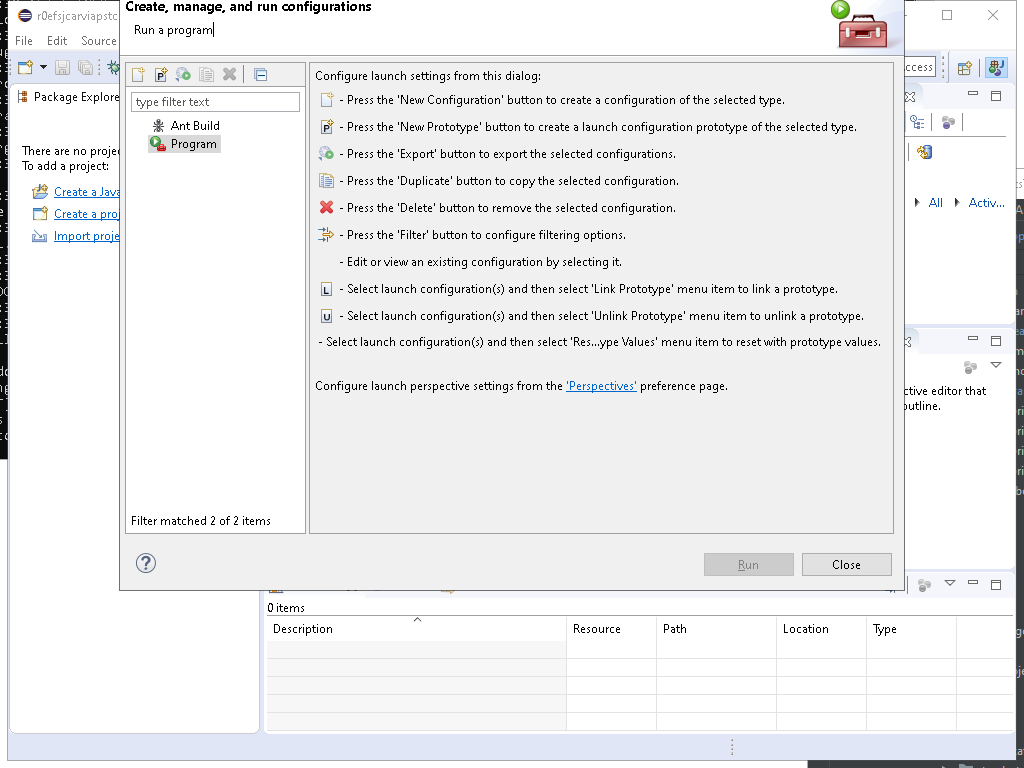 Create, manage, and run configurations
Run a program
r0efsjcarviapstc
File Edit Source
cess
Package Explore
type filter text
Ant Build
Program
Filter matched 2 of 2 items
There are no proje
To add a project:
Create a Java
Create a proj
Import proje
Configure launch settings from this dialog:
- Press the 'New Configuration' button to create a configuration of the selected type.
- Press the 'New Prototype' button to create a launch configuration prototype of the selected type.
- Press the 'Export' button to export the selected configurations.
- Press the 'Duplicate' button to copy the selected configuration.
- Press the 'Delete' button to remove the selected configuration.
- Press the 'Filter' button to configure filtering options.
- Edit or view an existing configuration by selecting it.
L - Select launch configuration(s) and then select 'Link Prototype' menu item to link a prototype.
U - Select launch configuration(s) and then select 'Unlink Prototype' menu item to unlink a prototype.
- Select launch configuration(s) and then select 'Res...ype Values' menu item to reset with prototype values.
Configure launch perspective settings from the 'Perspectives' preference page.
All Activ...
ctive editor that
outline.
? Run Close
0 items
Description Resource Path Location Type